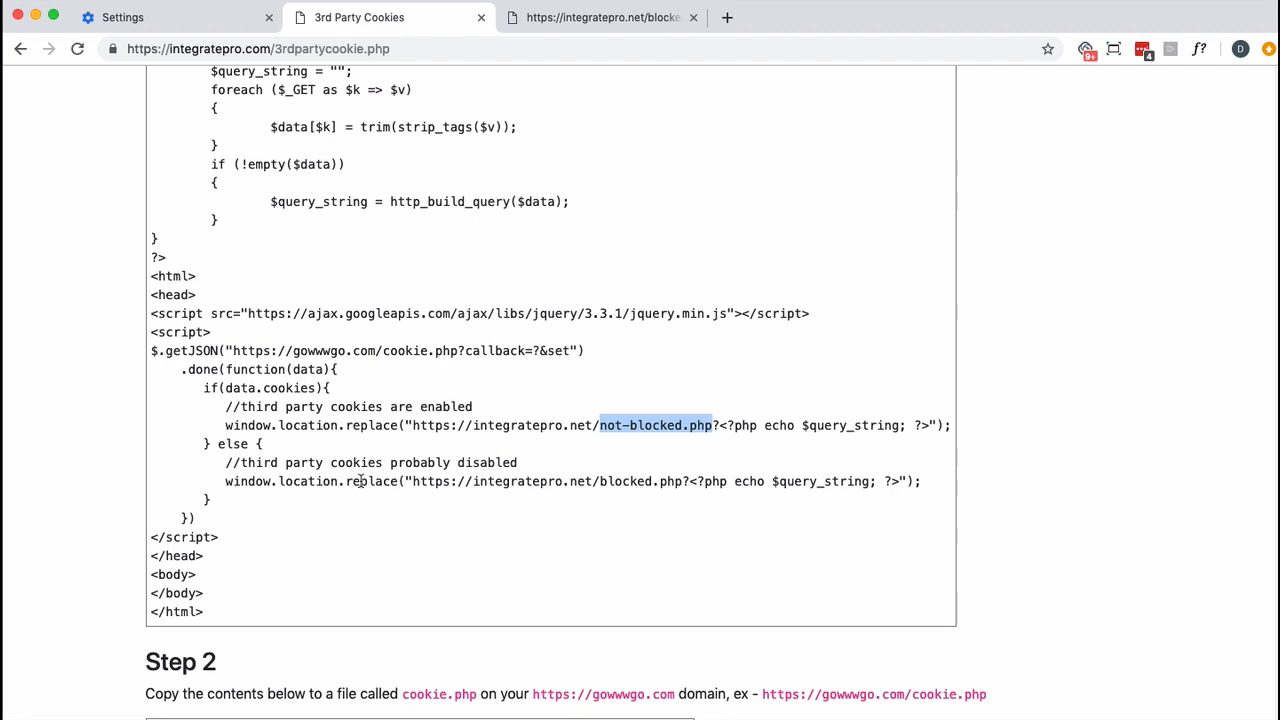 Settings
3rd Party Cookies
https://integratepro.net/blocke
https://integratepro.com/3rdpartycookie.php
9+
4
f?
D
$query_string = "";
foreach ($_GET as $k => $v)
{
$data[$k] = trim(strip_tags($v));
}
if (!empty($data))
{
$query_string = http_build_query($data);
}
}
?>
<html>
<head>
<script src="https://ajax.googleapis.com/ajax/libs/jquery/3.3.1/jquery.min.js"></script>
<script>
$.getJSON("https://gowwwgo.com/cookie.php?callback=?&set")
.done(function(data){
if(data.cookies){
//third party cookies are enabled
window.location.replace("https://integratepro.net/not-blocked.php?<?php echo $query_string; ?>");
} else {
//third party cookies probably disabled
window.location.replace("https://integratepro.net/blocked.php?<?php echo $query_string; ?>");
}
})
</script>
</head>
<body>
</body>
</html>
Step 2
Copy the contents below to a file called cookie.php on your https://gowwwgo.com domain, ex - https://gowwwgo.com/cookie.php